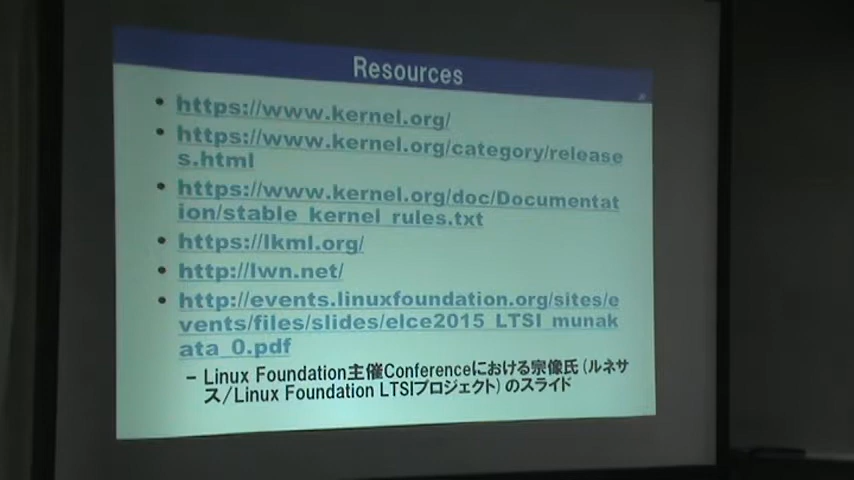 Resources
• https://www.kernel.org/
• https://www.kernel.org/category/release
s.html
• https://www.kernel.org/doc/Documentat
ion/stable_kernel_rules.txt
• https://lkml.org/
• http://lwn.net/
• http://events.linuxfoundation.org/sites/e
vents/files/slides/elce2015_LTSI_munak
ata_0.pdf
– Linux Foundation主催Conferenceにおける宗像氏（ルネサ
ス/Linux Foundation LTSIプロジェクト）のスライド